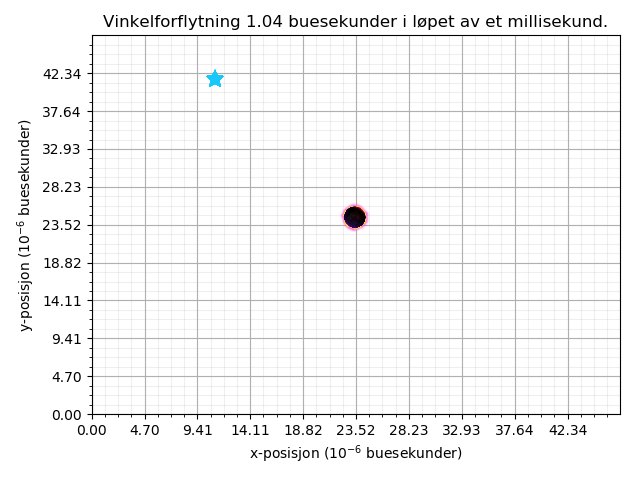 Vinkelforflytning 1.04 buesekunder i løpet av et millisekund.
42.34
37.64
32.93
28.23
23.52
18.82
14.11
9.41
4.70
0.00
y-posisjon (10⁻⁶ buesekunder)
0.00 4.70 9.41 14.11 18.82 23.52 28.23 32.93 37.64 42.34
x-posisjon (10⁻⁶ buesekunder)